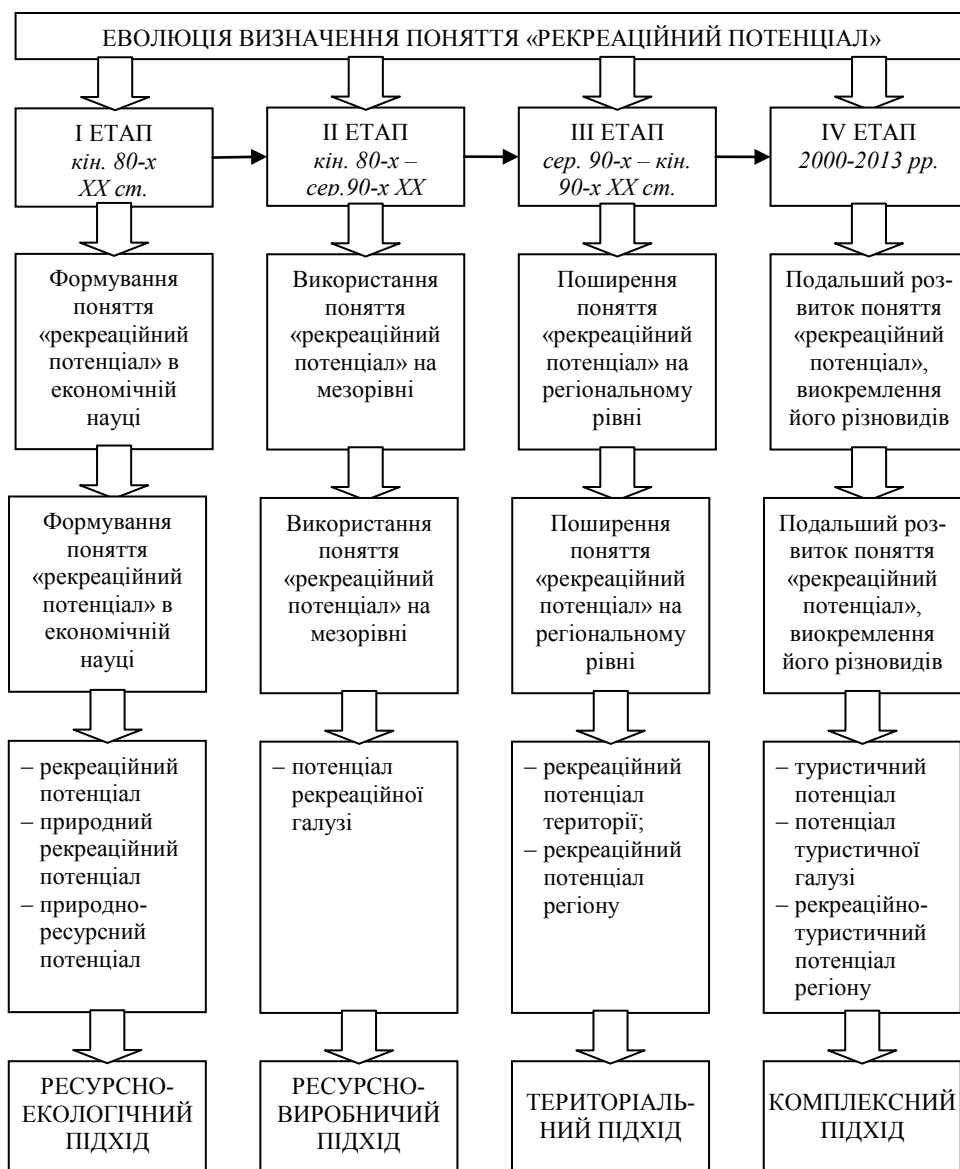 ЕВОЛЮЦІЯ ВИЗНАЧЕННЯ ПОНЯТТЯ «РЕКРЕАЦІЙНИЙ ПОТЕНЦІАЛ»
І ЕТАП
кін. 80-х
ХХ ст.
ІІ ЕТАП
кін. 80-х –
сер.90-х ХХ
ІІІ ЕТАП
сер. 90-х – кін.
90-х ХХ ст.
IV ЕТАП
2000-2013 рр.
Формування
поняття
«рекреаційний
потенціал» в
економічній
науці
Використання
поняття
«рекреаційний
потенціал» на
мезорівні
Поширення
поняття
«рекреаційний
потенціал» на
регіональному
рівні
Подальший роз-
виток поняття
«рекреаційний
потенціал»,
виокремлення
його різновидів
Формування
поняття
«рекреаційний
потенціал» в
економічній
науці
Використання
поняття
«рекреаційний
потенціал» на
мезорівні
Поширення
поняття
«рекреаційний
потенціал» на
регіональному
рівні
Подальший роз-
виток поняття
«рекреаційний
потенціал»,
виокремлення
його різновидів
– рекреаційний
потенціал
– природний
рекреаційний
потенціал
– природно-
ресурсний
потенціал
– потенціал
рекреаційної
галузі
– рекреаційний
потенціал
території;
– рекреаційний
потенціал
регіону
– туристичний
потенціал
– потенціал
туристичної
галузі
– рекреаційно-
туристичний
потенціал
регіону
РЕСУРСНО-
ЕКОЛОГІЧНИЙ
ПІДХІД
РЕСУРСНО-
ВИРОБНИЧИЙ
ПІДХІД
ТЕРИТОРІАЛЬ-
НИЙ ПІДХІД
КОМПЛЕКСНИЙ
ПІДХІД